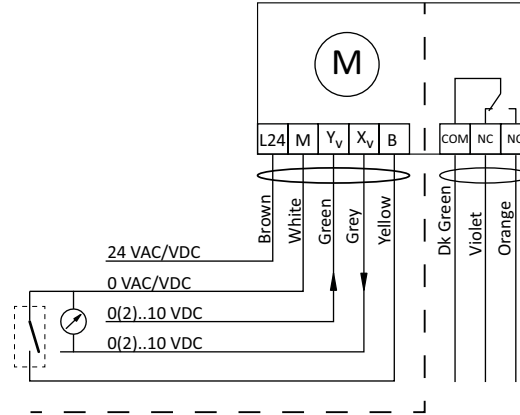 M
L24 M Yv Xv B COM NC
Brown White Green Grey Yellow Dk Green Violet Orange
24 VAC/VDC
0 VAC/VDC
0(2)..10 VDC
0(2)..10 VDC